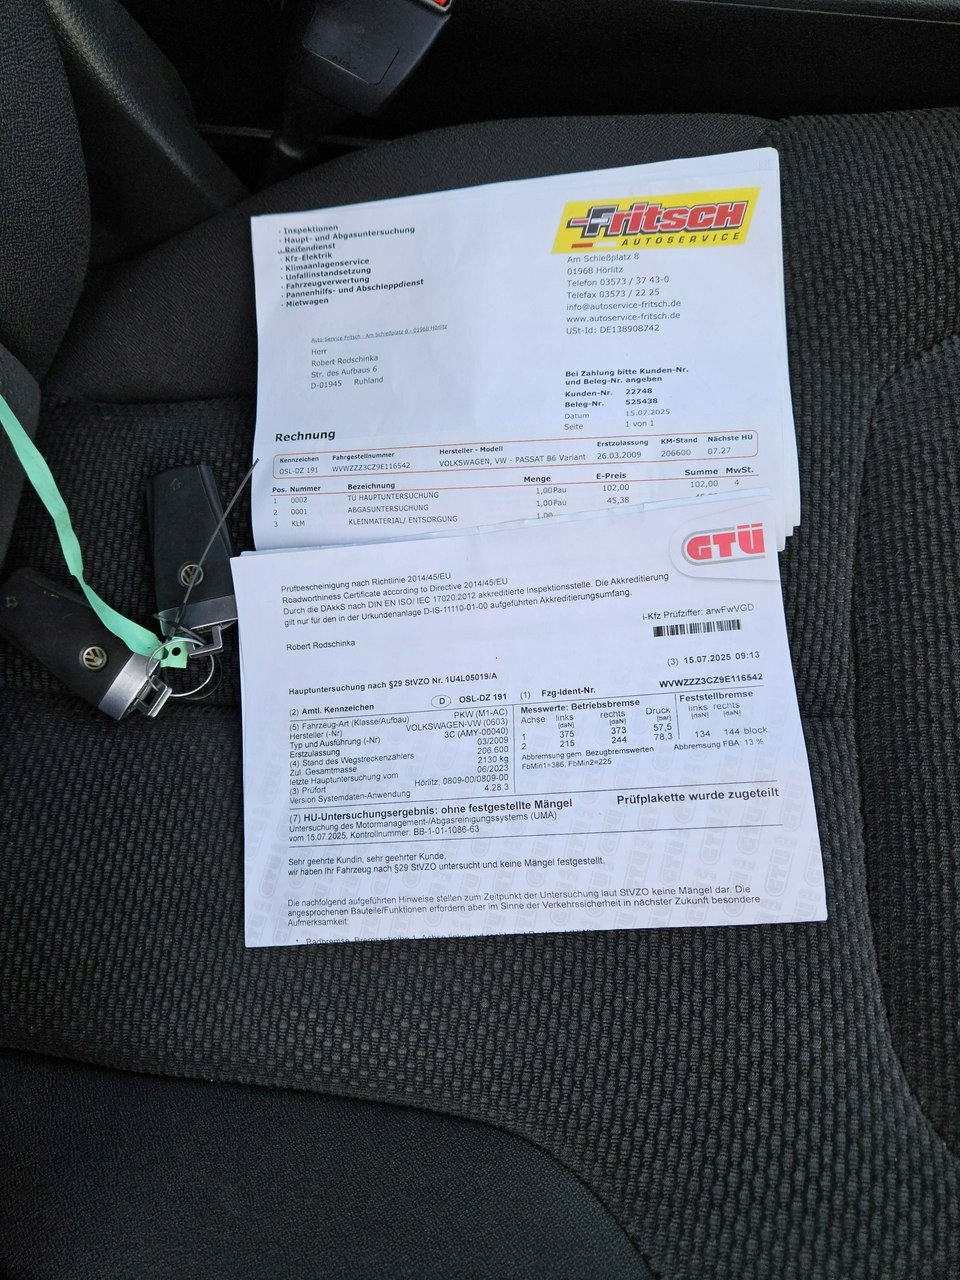 - Inspektionen
- Haupt- und Abgasuntersuchung
- Reifendienst
- Kfz-Elektrik
- Klimaanlagenservice
- Unfallinstandsetzung
- Fahrzeugverwertung
- Pannenhilfs- und Abschleppdienst
- Mietwagen
Fritsch
AUTOSERVICE
Am Schießplatz 8
01968 Hörlitz
Telefon 03573 / 37 43-0
Telefax 03573 / 22 25
info@autoservice-fritsch.de
www.autoservice-fritsch.de
USt-Id: DE138908742
Auto-Service Fritsch - Am Schießplatz 8 - 01968 Hörlitz
Herr
Robert Rodschinka
Str. des Aufbaus 6
D-01945 Ruhland
Bei Zahlung bitte Kunden-Nr.
und Beleg-Nr. angeben
Kunden-Nr. 22748
Beleg-Nr. 525438
Datum 15.07.2025
Seite 1 von 1
Rechnung
Kennzeichen Fahrgestellnummer Hersteller - Modell Erstzulassung KM-Stand Nächste HU
OSL-DZ 191 WVWZZZ3CZ9E116542 VOLKSWAGEN, VW - PASSAT B6 Variant 26.03.2009 206600 07.27
Pos. Nummer Bezeichnung Menge E-Preis Summe MwSt.
1 0002 TÜ HAUPTUNTERSUCHUNG 1,00Pau 102,00 102,00 4
2 0001 ABGASUNTERSUCHUNG 1,00Pau 45,38
3 KLM KLEINMATERIAL/ ENTSORGUNG 1,00
GTÜ
Prüfbescheinigung nach Richtlinie 2014/45/EU
Roadworthiness Certificate according to Directive 2014/45/EU
Durch die DAkkS nach DIN EN ISO/ IEC 17020:2012 akkreditierte Inspektionsstelle. Die Akkreditierung
gilt nur für den in der Urkundenanlage D-IS-11110-01-00 aufgeführten Akkreditierungsumfang.
i-Kfz Prüfziffer: arwFwVGD
Robert Rodschinka
(3) 15.07.2025 09:13
Hauptuntersuchung nach §29 StVZO Nr. 1U4L05019/A
(2) Amtl. Kennzeichen D OSL-DZ 191 (1) Fzg-Ident-Nr. WVWZZZ3CZ9E116542
(5) Fahrzeug-Art (Klasse/Aufbau) PKW (M1-AC)
Hersteller (-Nr) VOLKSWAGEN-VW (0603)
Typ und Ausführung (-Nr) 3C (AMY-00040)
Erstzulassung 03/2009
(4) Stand des Wegstreckenzählers 206.600
Zul. Gesamtmasse 2130 kg
letzte Hauptuntersuchung vom 06/2023
(3) Prüfort Hörlitz, 0809-00/0809-00
Version Systemdaten-Anwendung 4.28.3
Messwerte: Betriebsbremse Feststellbremse
Achse links rechts Druck links rechts
[daN] [daN] [bar] [daN] [daN]
1 375 373 57,5
2 215 244 78,3 134 144 block.
Abbremsung gem. Bezugbremswerten Abbremsung FBA: 13 %
FbMin1=386, FbMin2=225
(7) HU-Untersuchungsergebnis: ohne festgestellte Mängel Prüfplakette wurde zugeteilt
Untersuchung des Motormanagement-/Abgasreinigungssystems (UMA)
vom 15.07.2025, Kontrollnummer: BB-1-01-1086-63
Sehr geehrte Kundin, sehr geehrter Kunde,
wir haben Ihr Fahrzeug nach §29 StVZO untersucht und keine Mängel festgestellt.
Die nachfolgend aufgeführten Hinweise stellen zum Zeitpunkt der Untersuchung laut StVZO keine Mängel dar. Die
angesprochenen Bauteile/Funktionen erfordern aber im Sinne der Verkehrssicherheit in nächster Zukunft besondere
Aufmerksamkeit: